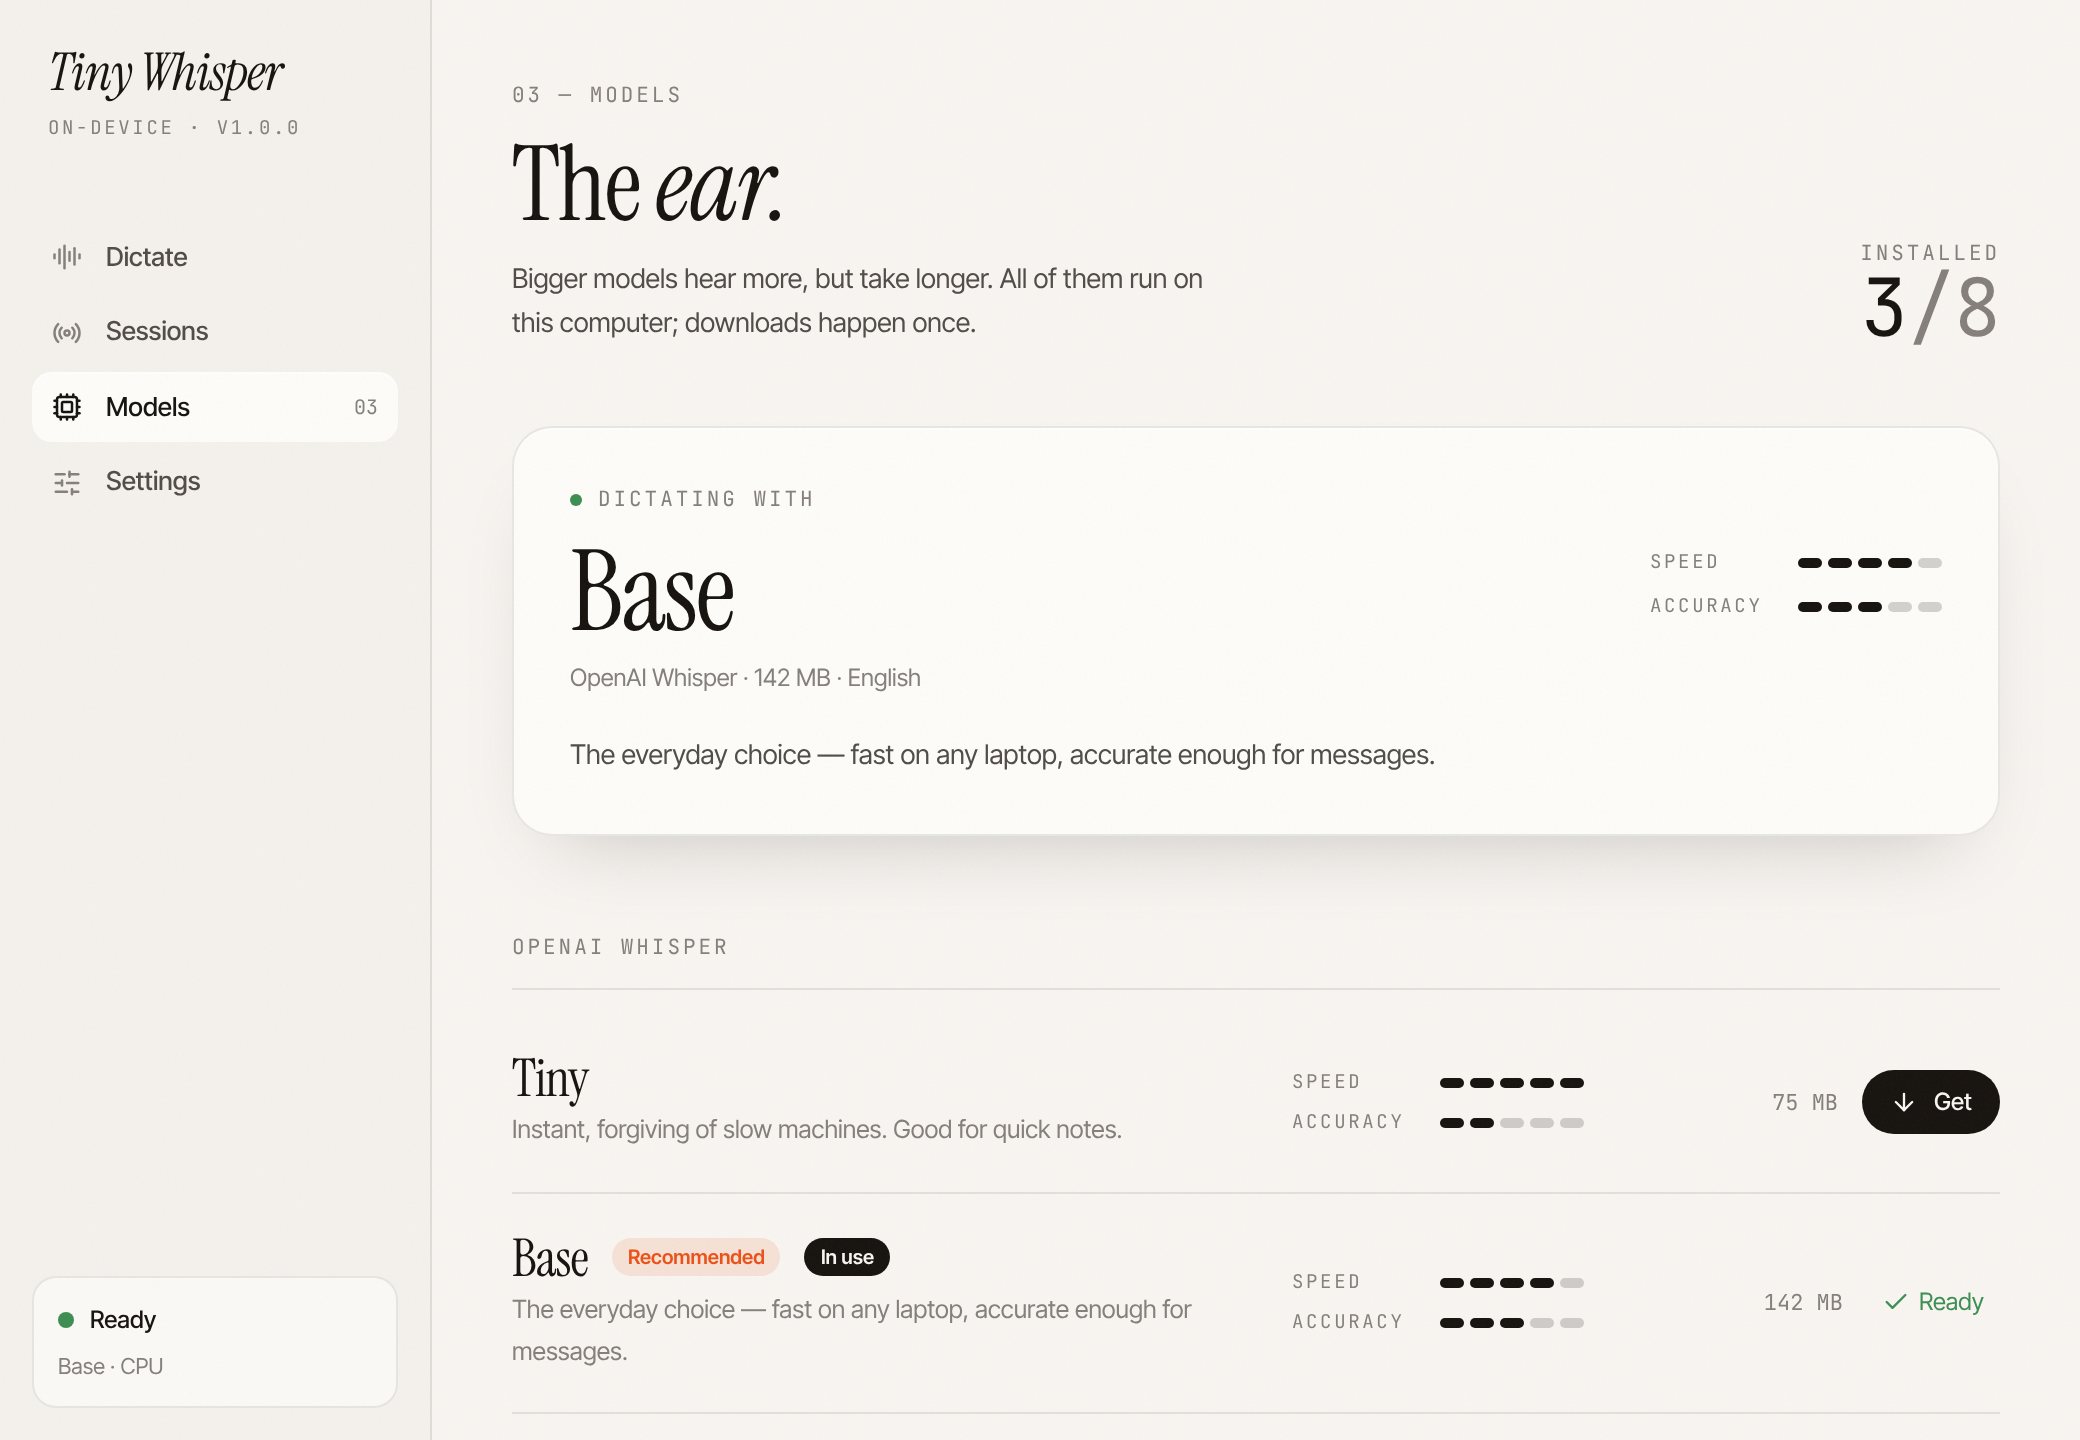 Tiny Whisper
ON-DEVICE · V1.0.0
Dictate
Sessions
Models 03
Settings
Ready
Base · CPU
03 — MODELS
The ear.
Bigger models hear more, but take longer. All of them run on
this computer; downloads happen once.
INSTALLED
3/8
DICTATING WITH
Base
OpenAI Whisper · 142 MB · English
The everyday choice — fast on any laptop, accurate enough for messages.
SPEED
ACCURACY
OPENAI WHISPER
Tiny
Instant, forgiving of slow machines. Good for quick notes.
SPEED
ACCURACY
75 MB
Get
Base Recommended In use
The everyday choice — fast on any laptop, accurate enough for
messages.
SPEED
ACCURACY
142 MB
Ready